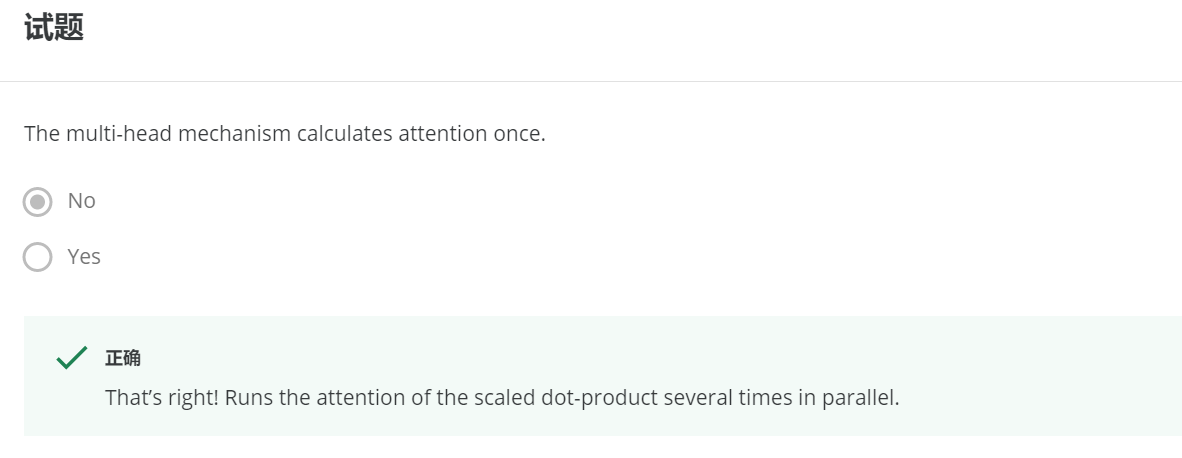 试题
The multi-head mechanism calculates attention once.
No
Yes
正确
That’s right! Runs the attention of the scaled dot-product several times in parallel.